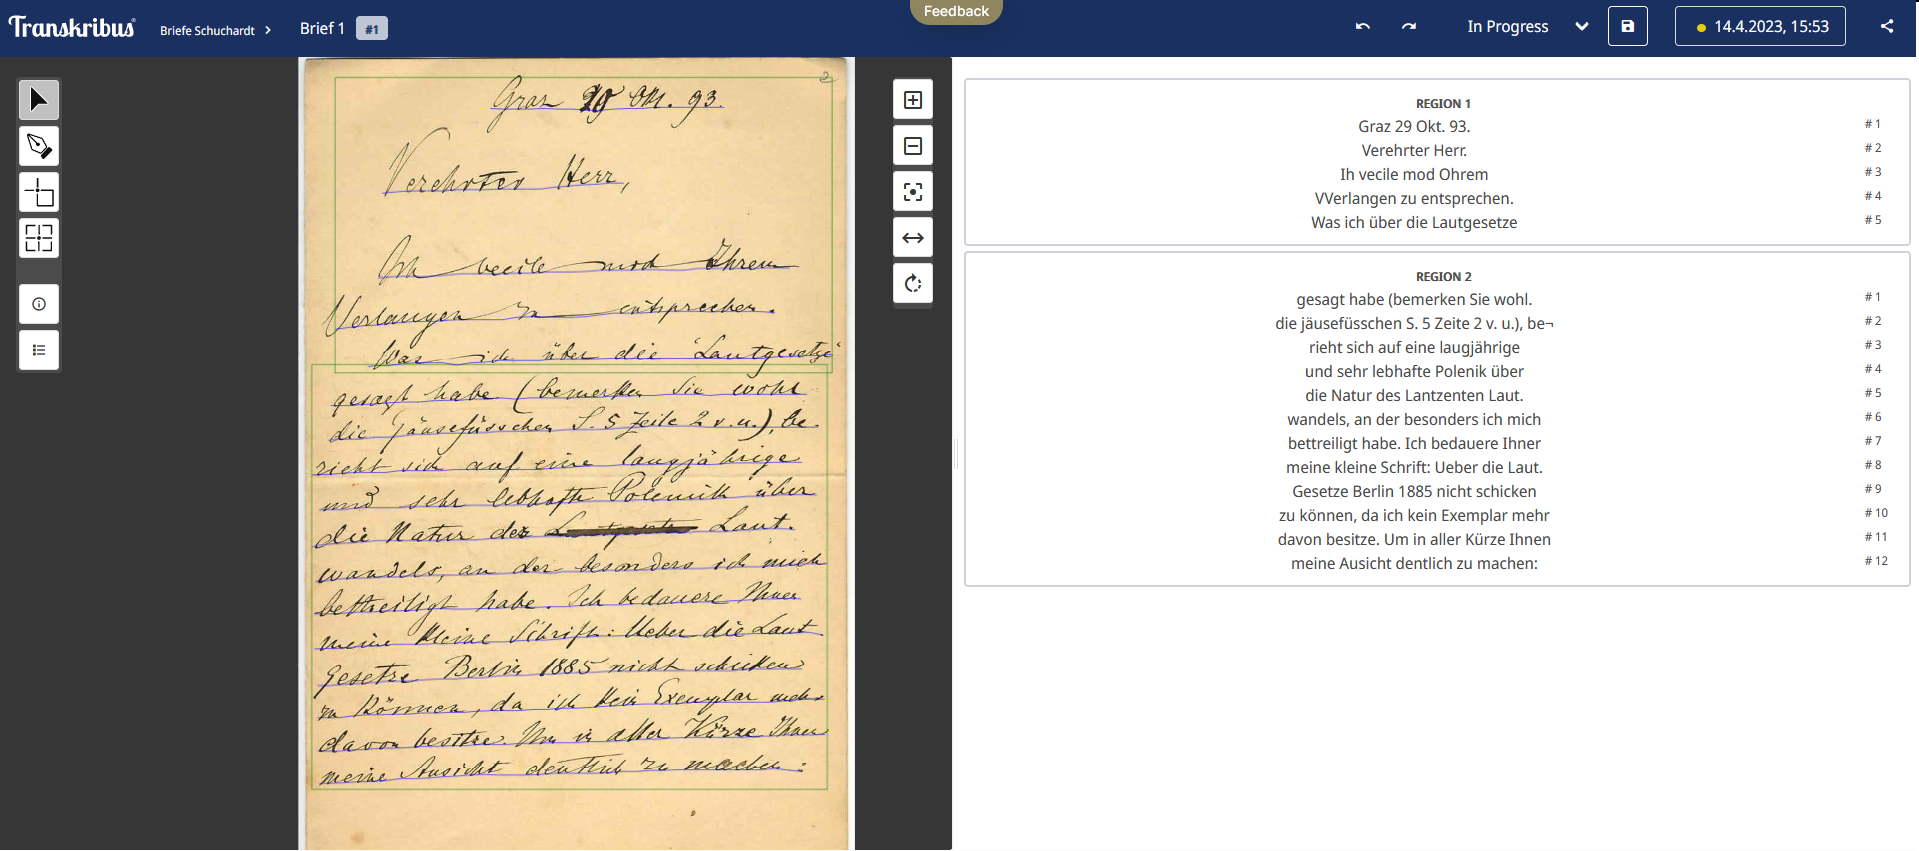 Transkribus
Briefe Schuchardt
Brief 1
#1
Feedback
In Progress
14.4.2023, 15:53
2
Graz 29 Okt. 93.
Verehrter Herr,
Ich beeile mich Ihrem
Verlangen zu entsprechen.
Was ich über die 'Lautgesetze'
gesagt habe (bemerken Sie wohl
die Gänsefüsschen S. 5 Zeile 2 v. u.), be-
zieht sich auf eine langjährige
und sehr lebhafte Polemik über
die Natur des Laut-
wandels, an der besonders ich mich
betheiligt habe. Ich bedauere Ihnen
meine kleine Schrift: Ueber die Laut
gesetze Berlin 1885 nicht schicken
zu können, da ich kein Exemplar mehr
davon besitze. Um in aller Kürze Ihnen
meine Ansicht deutlich zu machen:
REGION 1
Graz 29 Okt. 93. #1
Verehrter Herr. #2
Ih vecile mod Ohrem #3
VVerlangen zu entsprechen. #4
Was ich über die Lautgesetze #5
REGION 2
gesagt habe (bemerken Sie wohl. #1
die jäusefüsschen S. 5 Zeite 2 v. u.), be¬ #2
rieht sich auf eine laugjährige #3
und sehr lebhafte Polenik über #4
die Natur des Lantzenten Laut. #5
wandels, an der besonders ich mich #6
bettreiligt habe. Ich bedauere Ihner #7
meine kleine Schrift: Ueber die Laut. #8
Gesetze Berlin 1885 nicht schicken #9
zu können, da ich kein Exemplar mehr #10
davon besitze. Um in aller Kürze Ihnen #11
meine Ausicht dentlich zu machen: #12